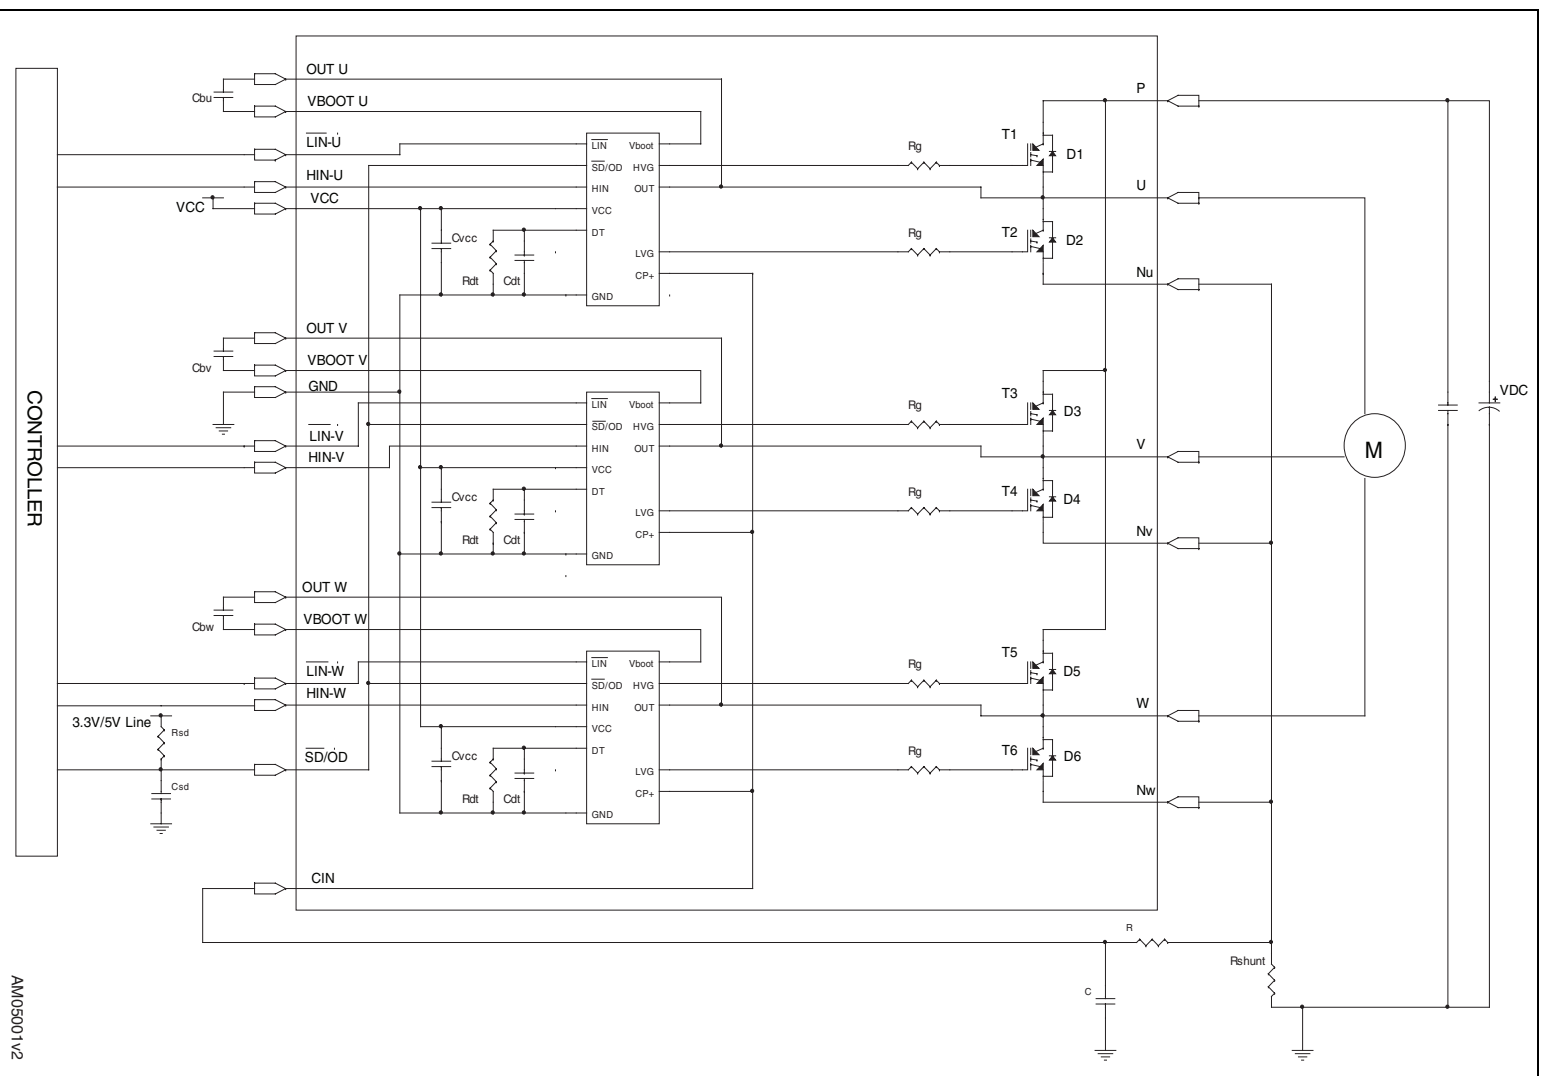 CONTROLLER
AM05001v2
OUT U
Cbu
VBOOT U
LIN-U
HIN-U
VCC
VCC
LIN
Vboot
SD/OD
HVG
HIN
OUT
VCC
DT
LVG
CP+
GND
Cvcc
Rdt
Cdt
Rg
Rg
T1
D1
T2
D2
P
U
Nu
OUT V
Cbv
VBOOT V
GND
LIN-V
HIN-V
LIN
Vboot
SD/OD
HVG
HIN
OUT
VCC
DT
LVG
CP+
GND
Cvcc
Rdt
Cdt
Rg
Rg
T3
D3
T4
D4
V
Nv
M
+
VDC
OUT W
Cbw
VBOOT W
LIN-W
HIN-W
3.3V/5V Line
Rsd
SD/OD
Csd
LIN
Vboot
SD/OD
HVG
HIN
OUT
VCC
DT
LVG
CP+
GND
Cvcc
Rdt
Cdt
Rg
Rg
T5
D5
T6
D6
W
Nw
CIN
R
Rshunt
C